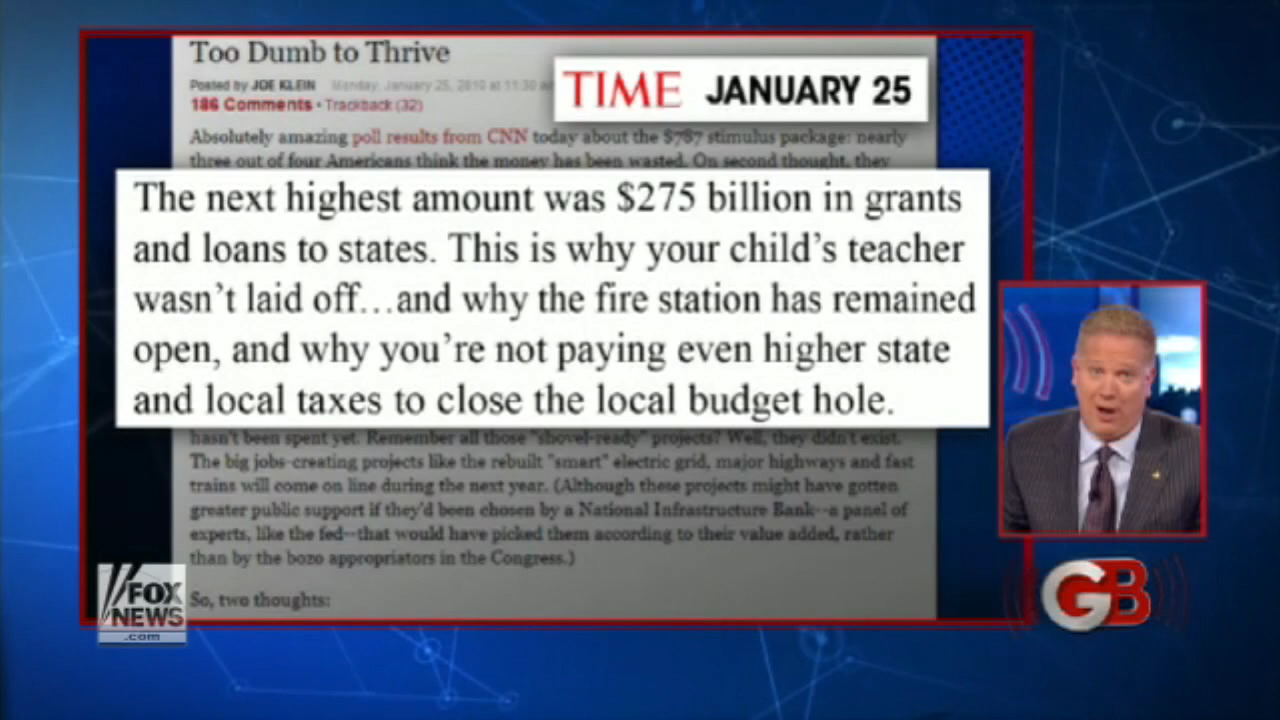 Too Dumb to Thrive
Posted by JOE KLEIN Monday, January 25, 2010 at 11:30
186 Comments • Trackback (32)
TIME JANUARY 25
Absolutely amazing poll results from CNN today about the $787 stimulus package: nearly
three out of four Americans think the money has been wasted. On second thought, they
The next highest amount was $275 billion in grants
and loans to states. This is why your child's teacher
wasn't laid off...and why the fire station has remained
open, and why you're not paying even higher state
and local taxes to close the local budget hole.
hasn't been spent yet. Remember all those "shovel-ready" projects? Well, they didn't exist.
The big jobs-creating projects like the rebuilt "smart" electric grid, major highways and fast
trains will come on line during the next year. (Although these projects might have gotten
greater public support if they'd been chosen by a National Infrastructure Bank--a panel of
experts, like the fed--that would have picked them according to their value added, rather
than by the bozo appropriators in the Congress.)
So, two thoughts:
FOX
NEWS
.com
GB